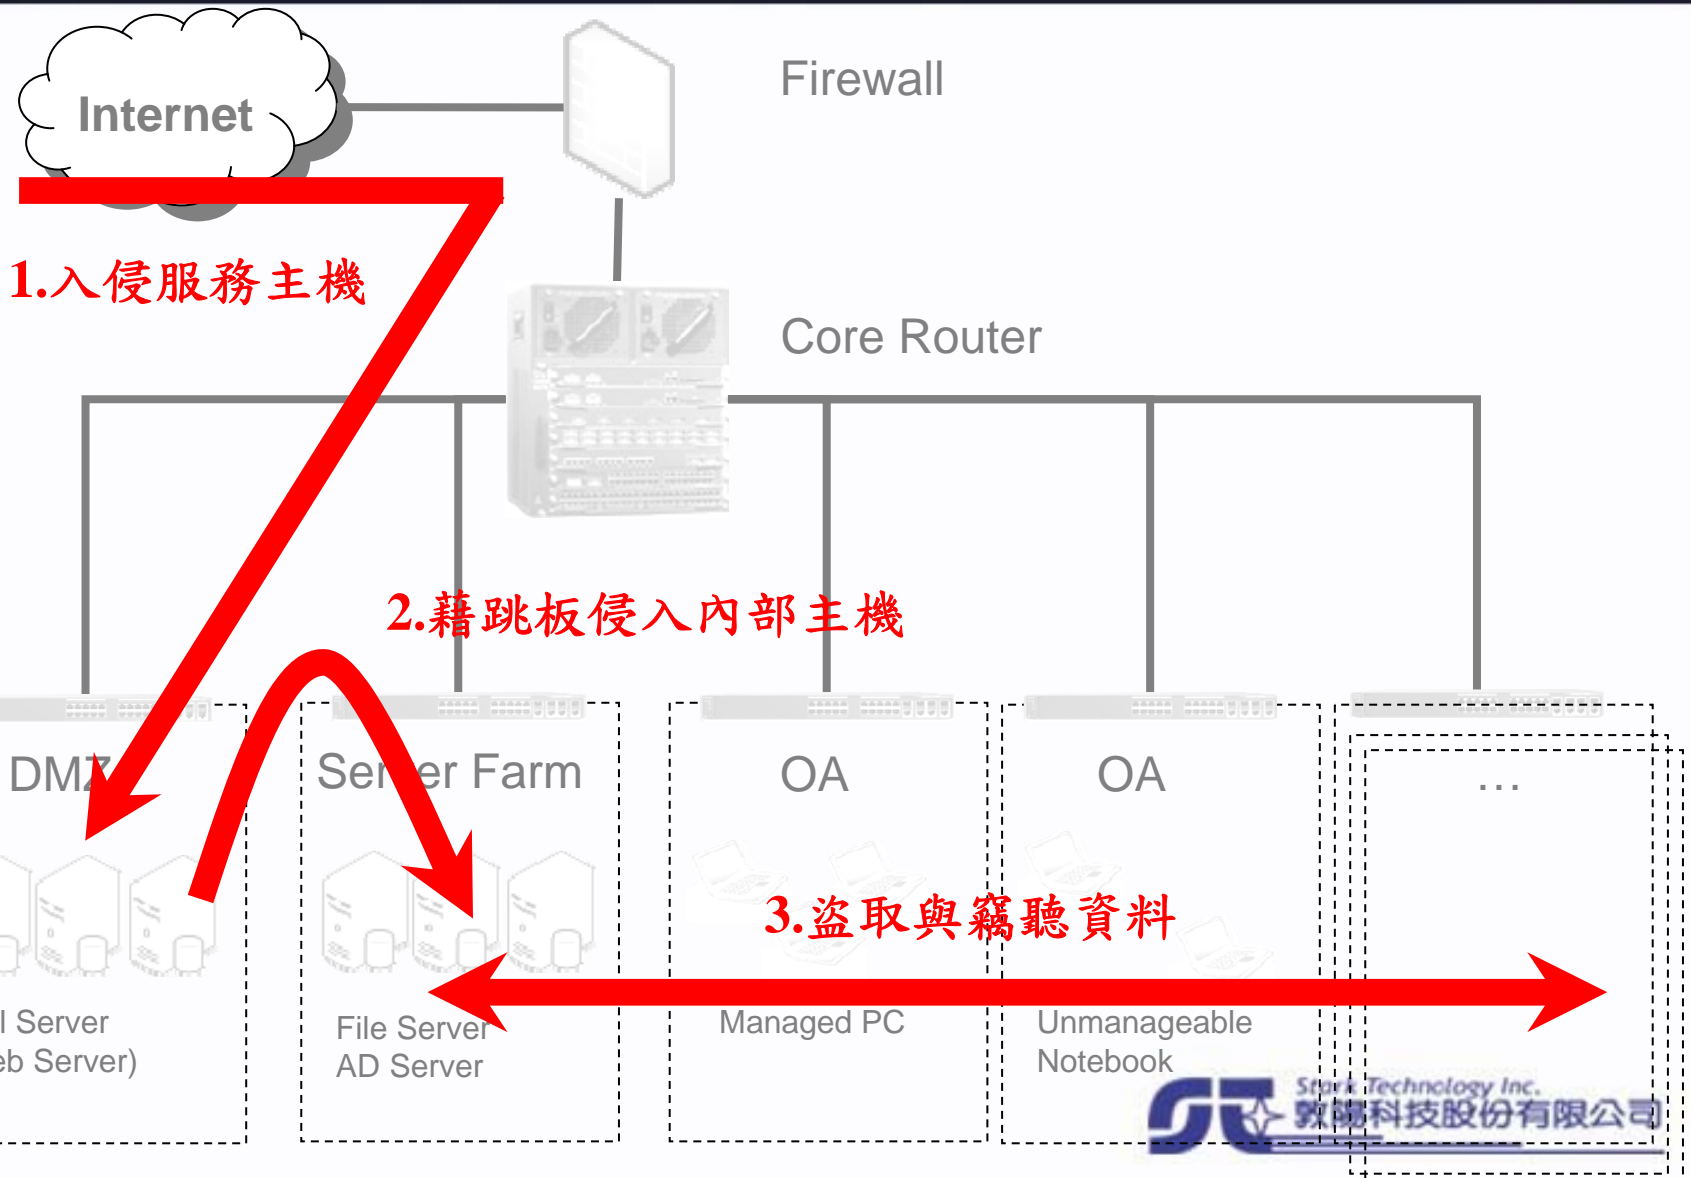 Internet
Firewall
1.入侵服務主機
Core Router
2.藉跳板侵入內部主機
DMZ
Server Farm
OA
OA
...
3.盜取與竊聽資料
l Server
eb Server)
File Server
AD Server
Managed PC
Unmanageable
Notebook
Stark Technology Inc.
敦陽科技股份有限公司